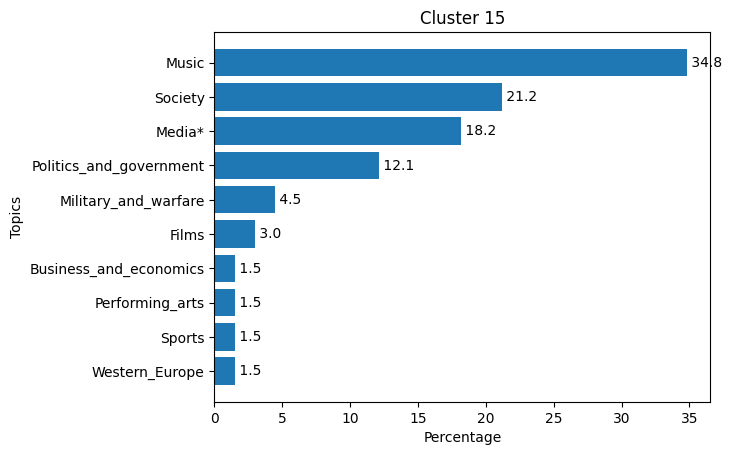 Cluster 15
Topics
Music 34.8
Society 21.2
Media* 18.2
Politics_and_government 12.1
Military_and_warfare 4.5
Films 3.0
Business_and_economics 1.5
Performing_arts 1.5
Sports 1.5
Western_Europe 1.5
0 5 10 15 20 25 30 35
Percentage